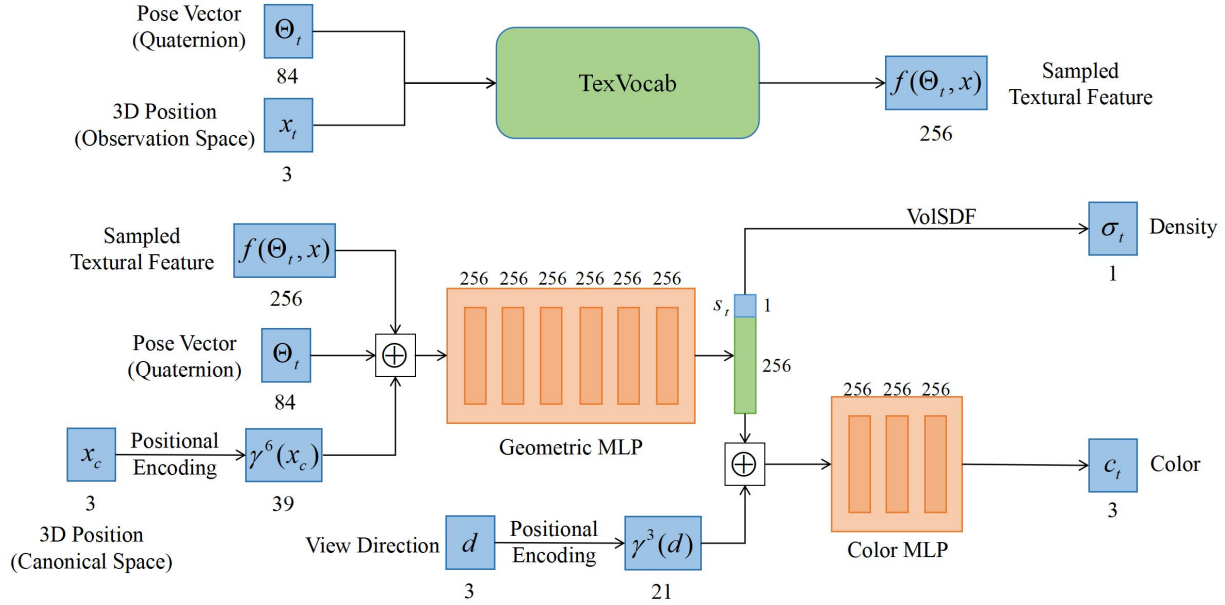 Pose Vector
(Quaternion)
Θ_t
84
3D Position
(Observation Space)
x_t
3
TexVocab
f(Θ_t, x)
256
Sampled
Textural Feature
Sampled
Textural Feature
f(Θ_t, x)
256
Pose Vector
(Quaternion)
Θ_t
84
x_c
3
3D Position
(Canonical Space)
Positional
Encoding
γ^6(x_c)
39
⊕
256 256 256 256 256 256
Geometric MLP
s_t
1
256
VolSDF
σ_t
1
Density
View Direction
d
3
Positional
Encoding
γ^3(d)
21
⊕
256 256 256
Color MLP
c_t
3
Color